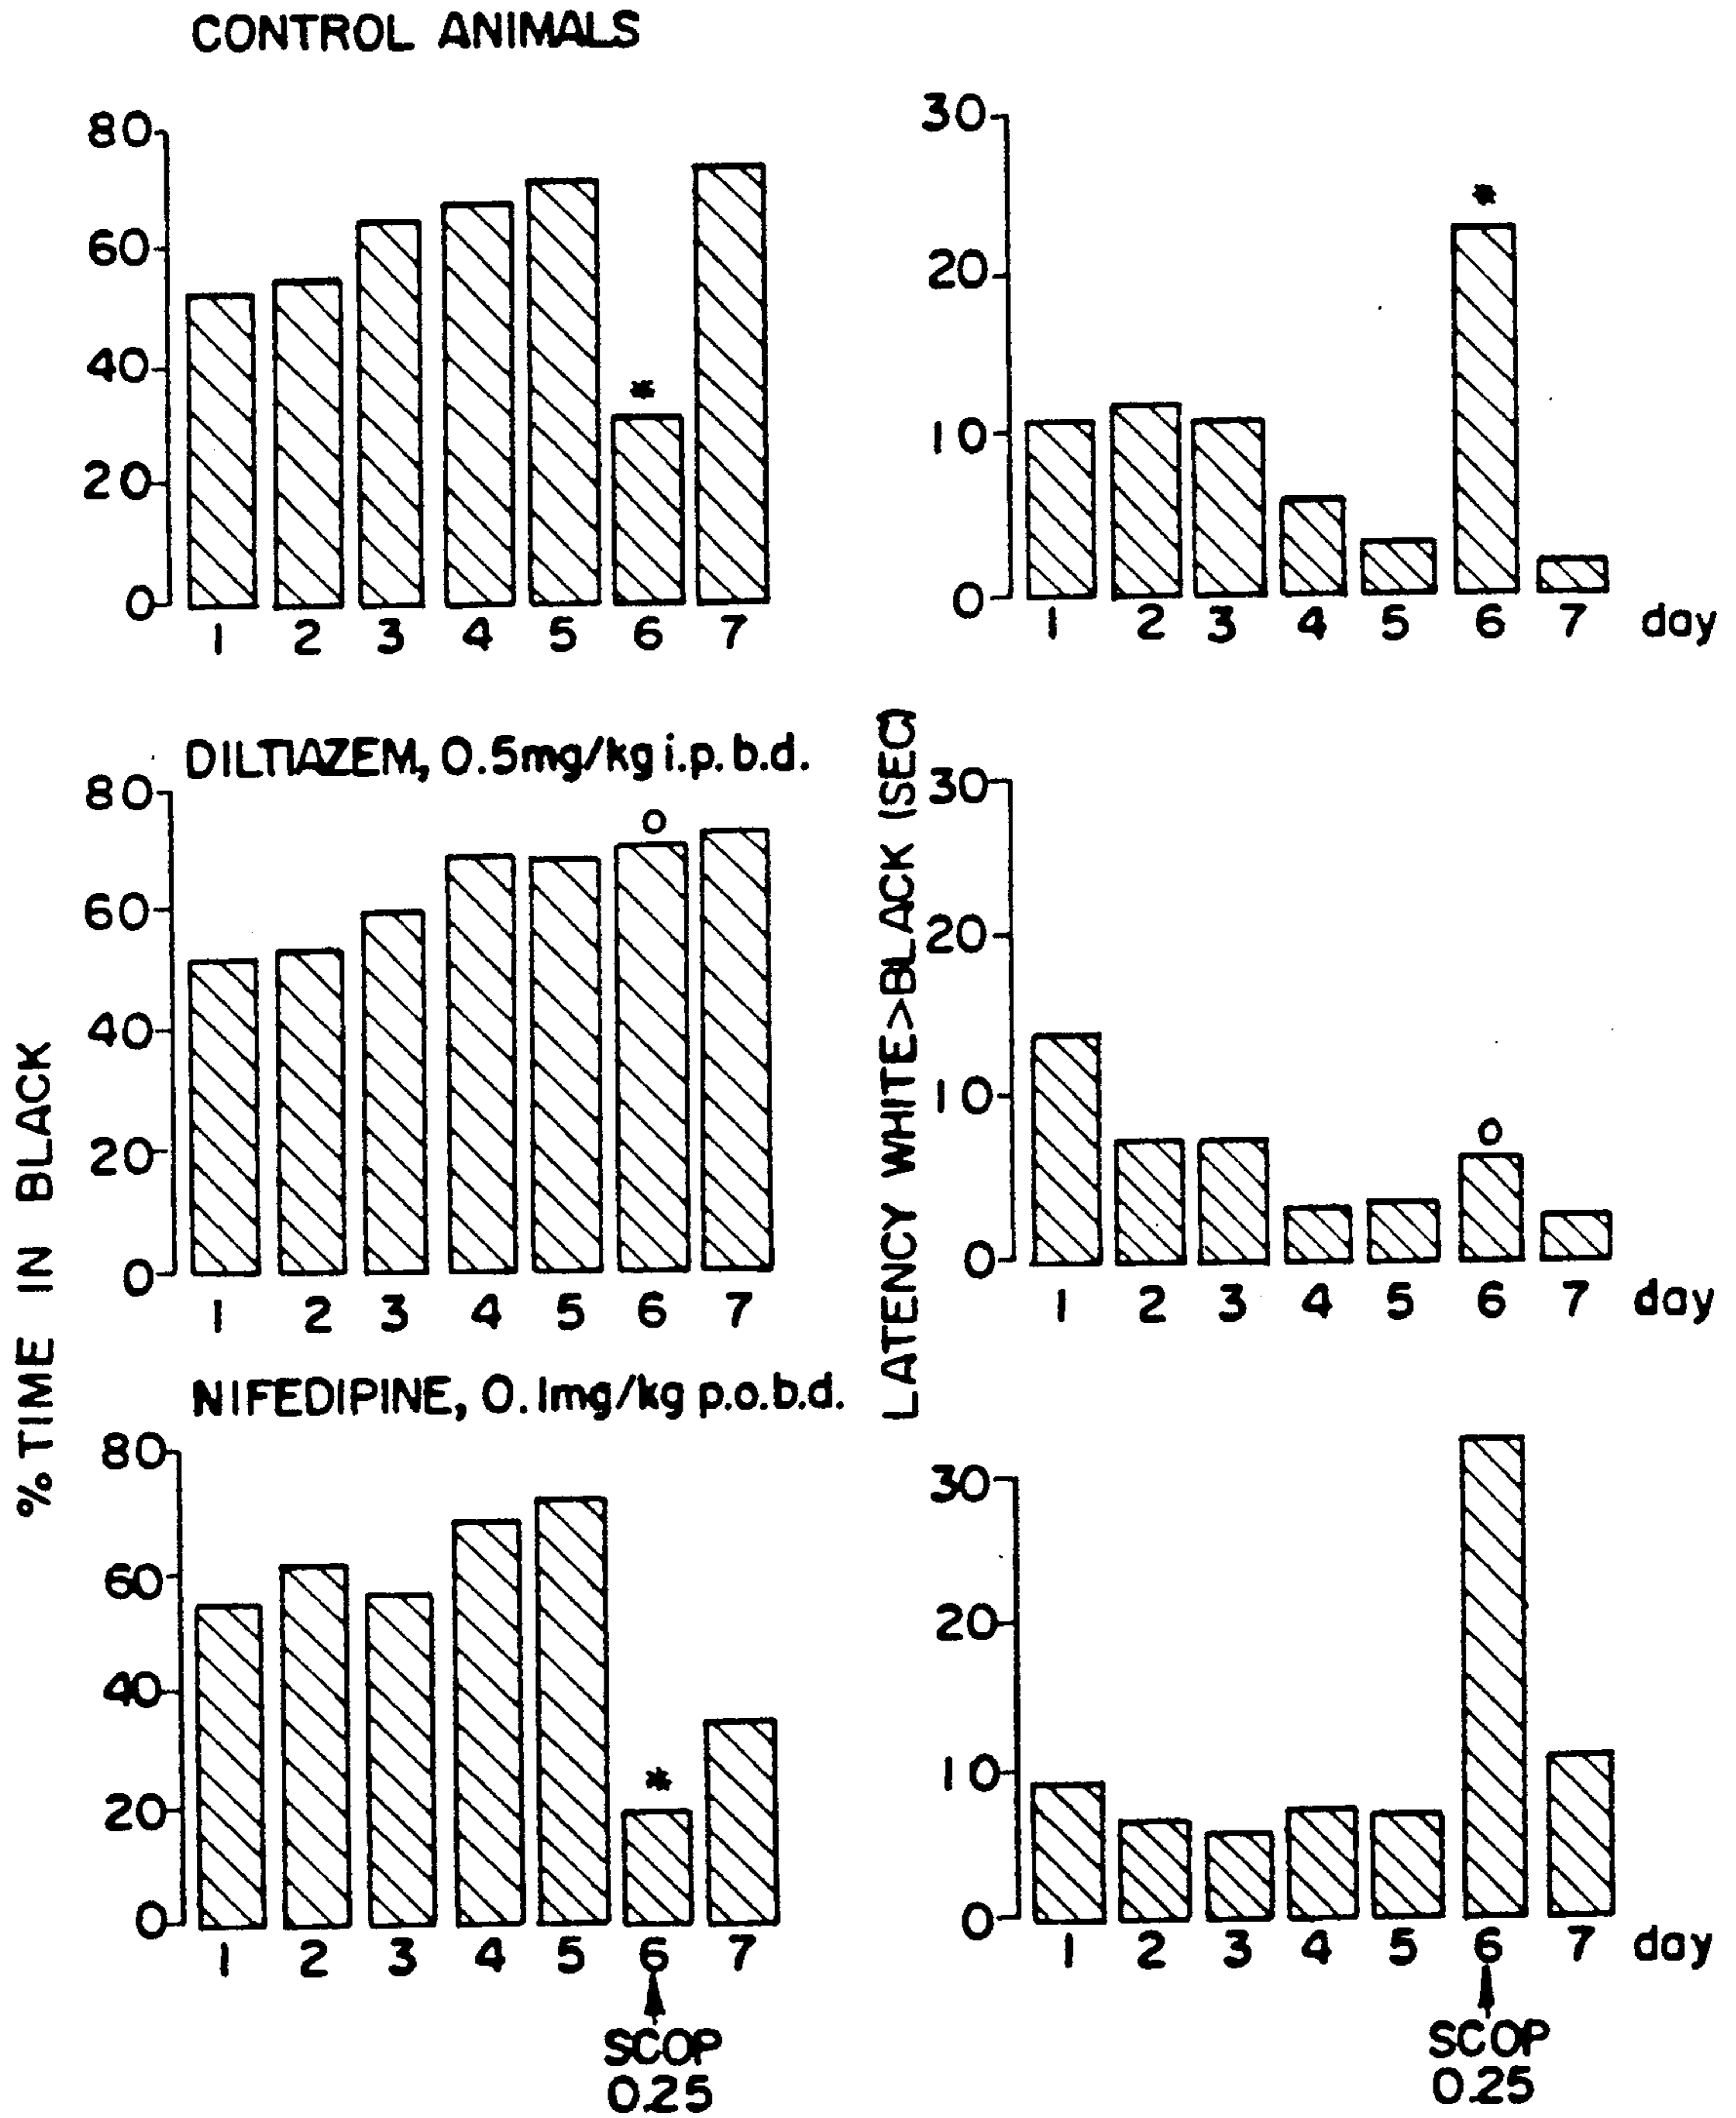 CONTROL ANIMALS
80
60
40
20
0
1 2 3 4 5 6 7
*
30
20
10
0
1 2 3 4 5 6 7 day
*
DILTIAZEM, 0.5mg/kg i.p. b.d.
80
60
40
20
0
1 2 3 4 5 6 7
30
20
10
0
1 2 3 4 5 6 7 day
% TIME IN BLACK
LATENCY WHITE>BLACK (SEC)
NIFEDIPINE, 0.1mg/kg p.o.b.d.
80
60
40
20
0
*
1 2 3 4 5 6 7
SCOP
0.25
30
20
10
0
1 2 3 4 5 6 7 day
SCOP
0.25